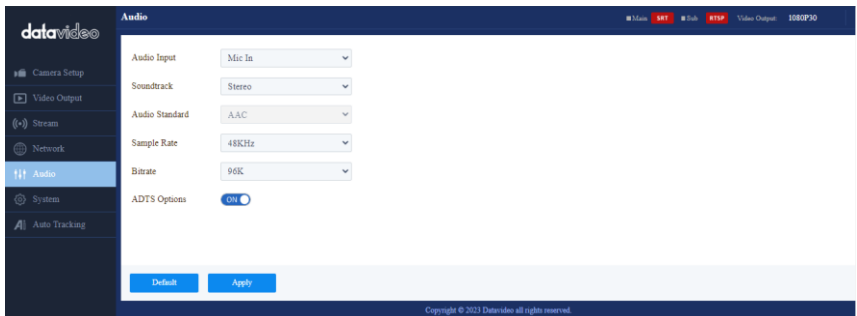 datavideo
Audio
Main SRT Sub RTSP Video Output: 1080P30
Camera Setup
Video Output
Stream
Network
Audio
System
Auto Tracking
Audio Input Mic In
Soundtrack Stereo
Audio Standard AAC
Sample Rate 48KHz
Bitrate 96K
ADTS Options ON
Default Apply
Copyright © 2023 Datavideo all rights reserved.